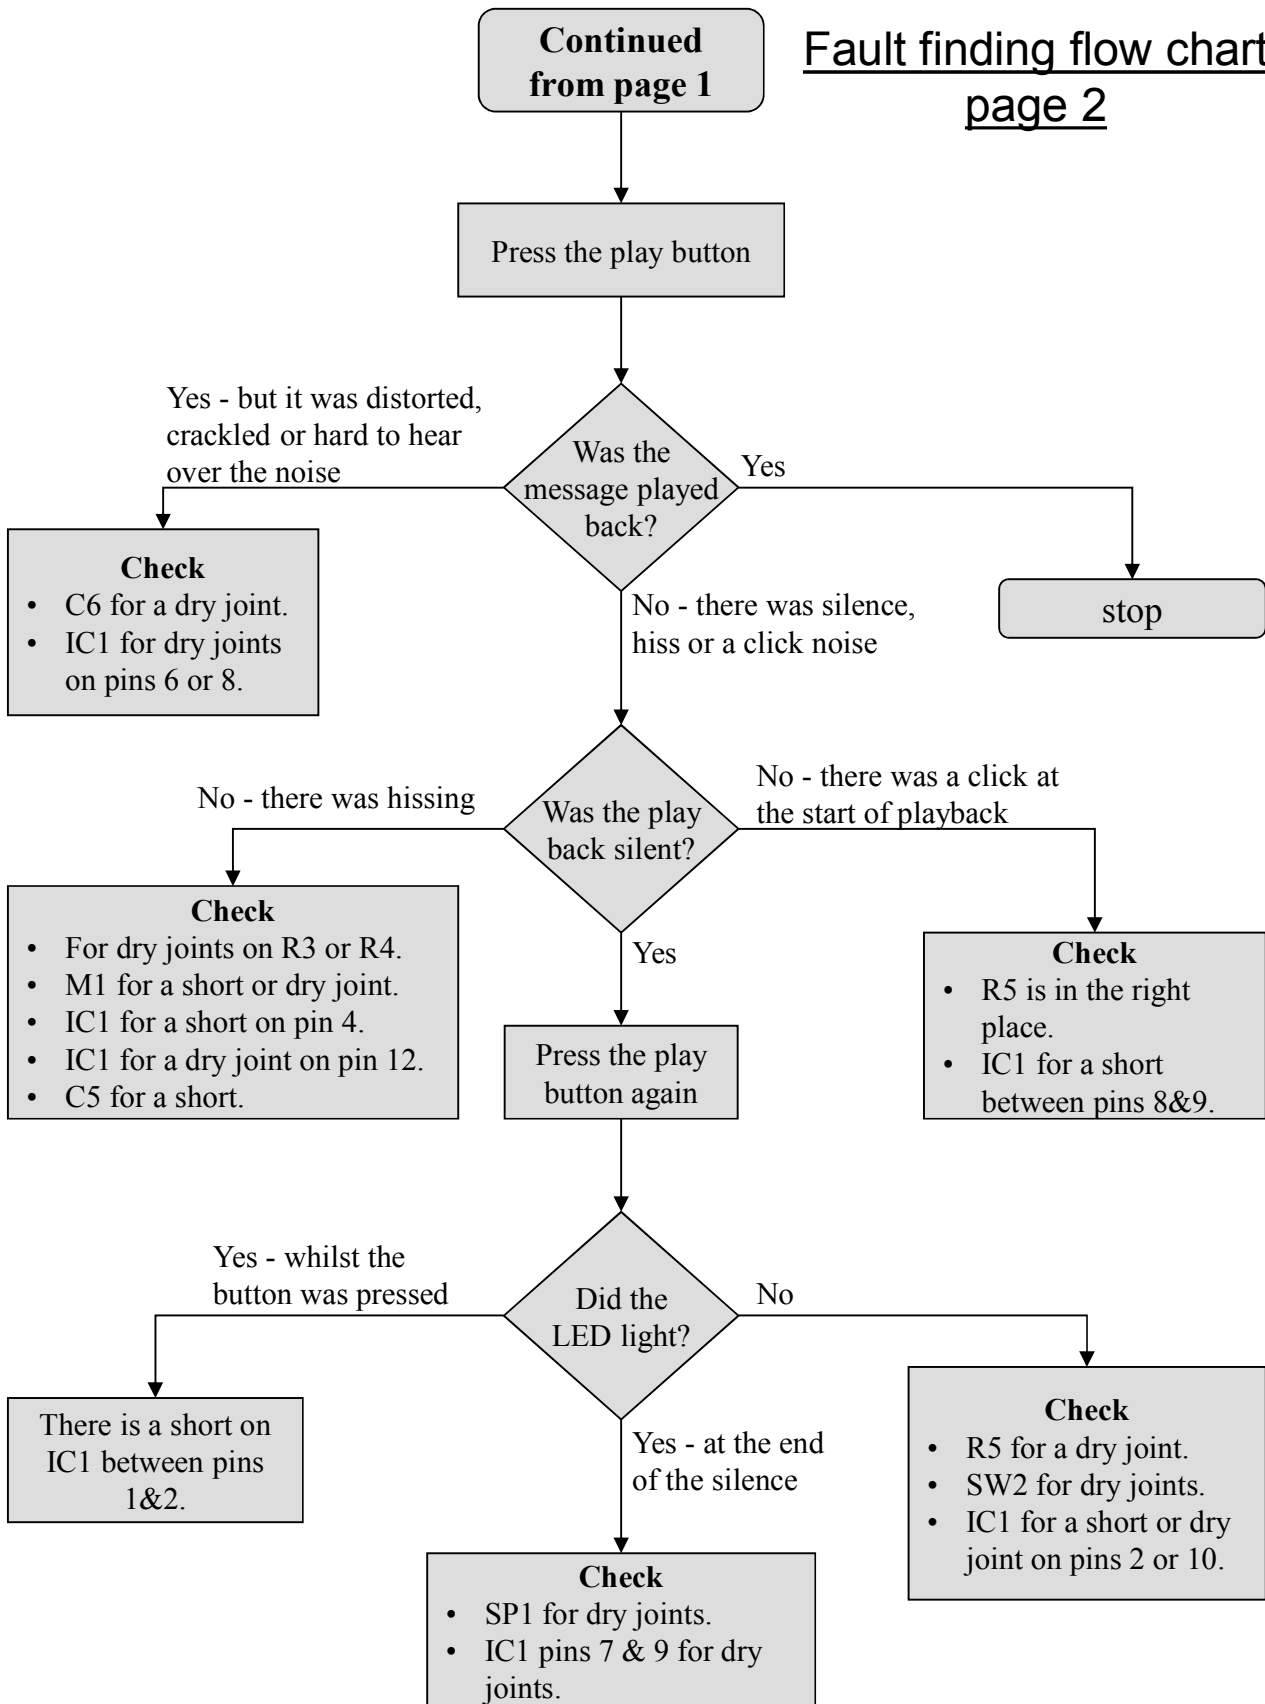 Continued
from page 1
Fault finding flow chart
page 2
Press the play button
Yes - but it was distorted,
crackled or hard to hear
over the noise
Was the
message played
back?
Yes
Check
• C6 for a dry joint.
• IC1 for dry joints
on pins 6 or 8.
No - there was silence,
hiss or a click noise
stop
No - there was hissing
Was the play
back silent?
No - there was a click at
the start of playback
Check
• For dry joints on R3 or R4.
• M1 for a short or dry joint.
• IC1 for a short on pin 4.
• IC1 for a dry joint on pin 12.
• C5 for a short.
Yes
Check
• R5 is in the right
place.
• IC1 for a short
between pins 8&9.
Press the play
button again
Yes - whilst the
button was pressed
Did the
LED light?
No
There is a short on
IC1 between pins
1&2.
Yes - at the end
of the silence
Check
• R5 for a dry joint.
• SW2 for dry joints.
• IC1 for a short or dry
joint on pins 2 or 10.
Check
• SP1 for dry joints.
• IC1 pins 7 & 9 for dry
joints.